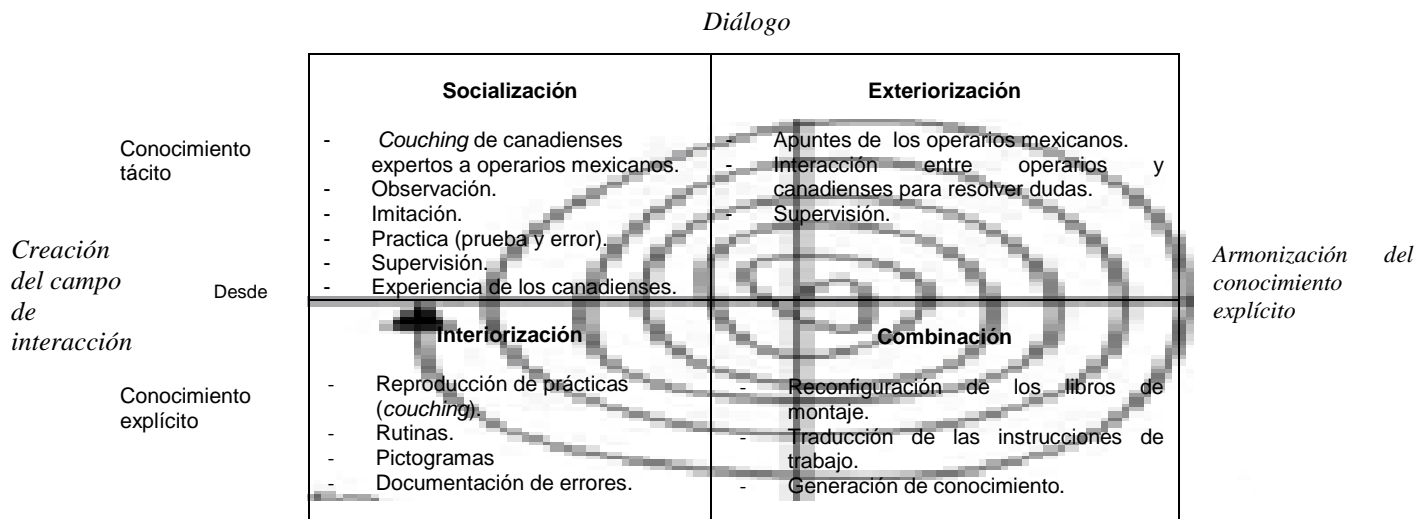 Diálogo
Socialización
- Couching de canadienses
expertos a operarios mexicanos.
- Observación.
- Imitación.
- Practica (prueba y error).
- Supervisión.
- Experiencia de los canadienses.
Exteriorización
- Apuntes de los operarios mexicanos.
- Interacción entre operarios y
canadienses para resolver dudas.
- Supervisión.
Conocimiento
tácito
Creación
del campo
de
interacción
Desde
Armonización del
conocimiento
explícito
Conocimiento
explícito
Interiorización
- Reproducción de prácticas
(couching).
- Rutinas.
- Pictogramas
- Documentación de errores.
Combinación
- Reconfiguración de los libros de
montaje.
- Traducción de las instrucciones de
trabajo.
- Generación de conocimiento.